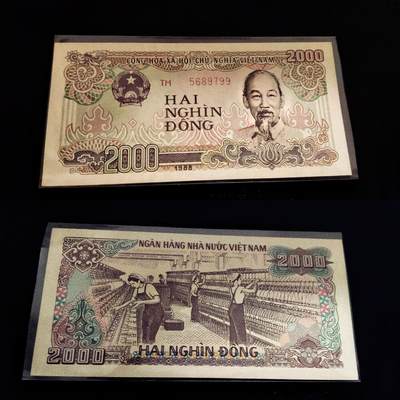 CỘNG HÒA XÃ HỘI CHỦ NGHĨA VIỆT NAM
2000
TH 5689799
HAI
NGHÌN
ĐỒNG
2000
1988
NGÂN HÀNG NHÀ NƯỚC VIỆT NAM
2000
2000
HAI NGHÌN ĐỒNG